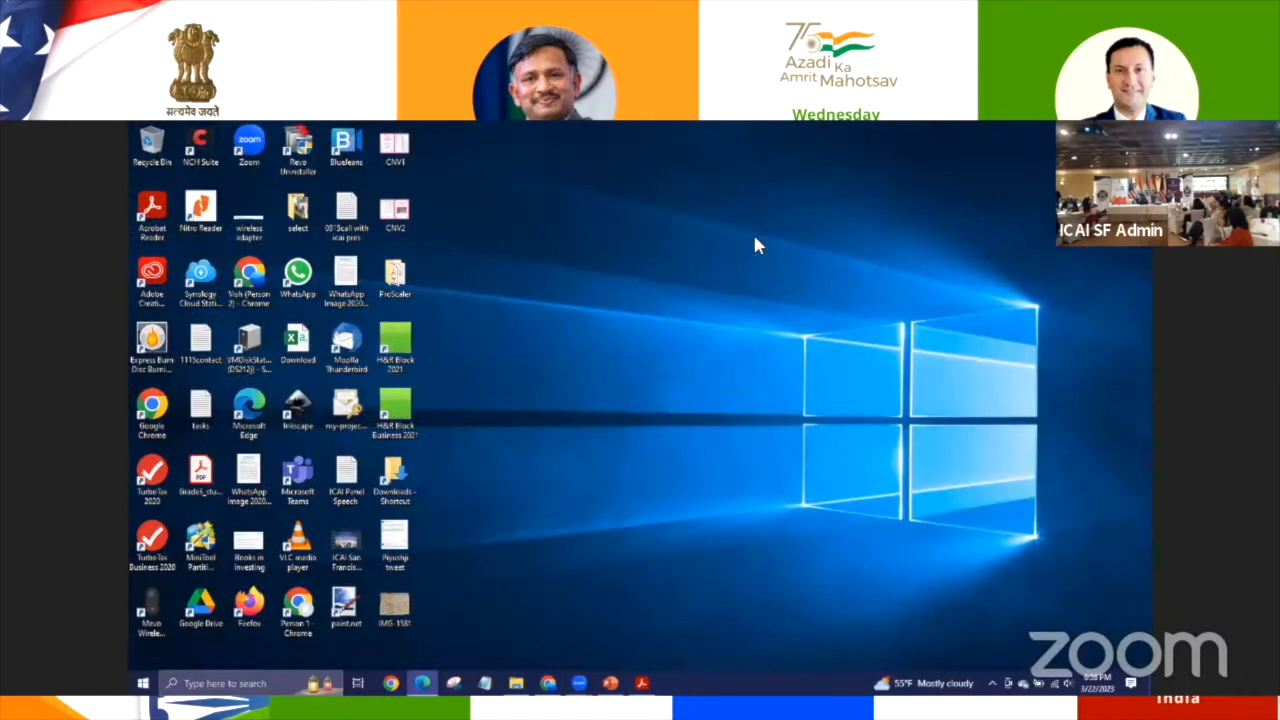 सत्यमेव जयते
75
Azadi Ka
Amrit Mahotsav
Wednesday
ICAI SF Admin
Recycle Bin
NCH Suite
Zoom
zoom
Revo
Uninstaller
BlueJeans
CNV1
Acrobat
Reader
Nitro Reader
wireless
adapter
select
0815call with
icai pres
CNV2
Adobe
Creati...
Synology
Cloud Stati...
Vish (Person
2) - Chrome
WhatsApp
WhatsApp
Image 2020...
ProScaler
Express Burn
Disc Burni...
1115contact
VMDiskStat...
(DS212j) - S...
Download
Mozilla
Thunderbird
H&R Block
2021
Google
Chrome
tasks
Microsoft
Edge
Inkscape
my-projec...
H&R Block
Business 2021
TurboTax
2020
PDF
Grade5_stu...
WhatsApp
Image 2020...
Microsoft
Teams
ICAI Panel
Speech
Downloads -
Shortcut
TurboTax
Business 2020
MiniTool
Partiti...
Books in
investing
VLC media
player
ICAI San
Francis...
Piyushji
tweet
Mevo
Wirele...
Google Drive
Firefox
Person 1 -
Chrome
paint.net
IMG-1581
Type here to search
55°F Mostly cloudy
3/22/2023
zoom
India